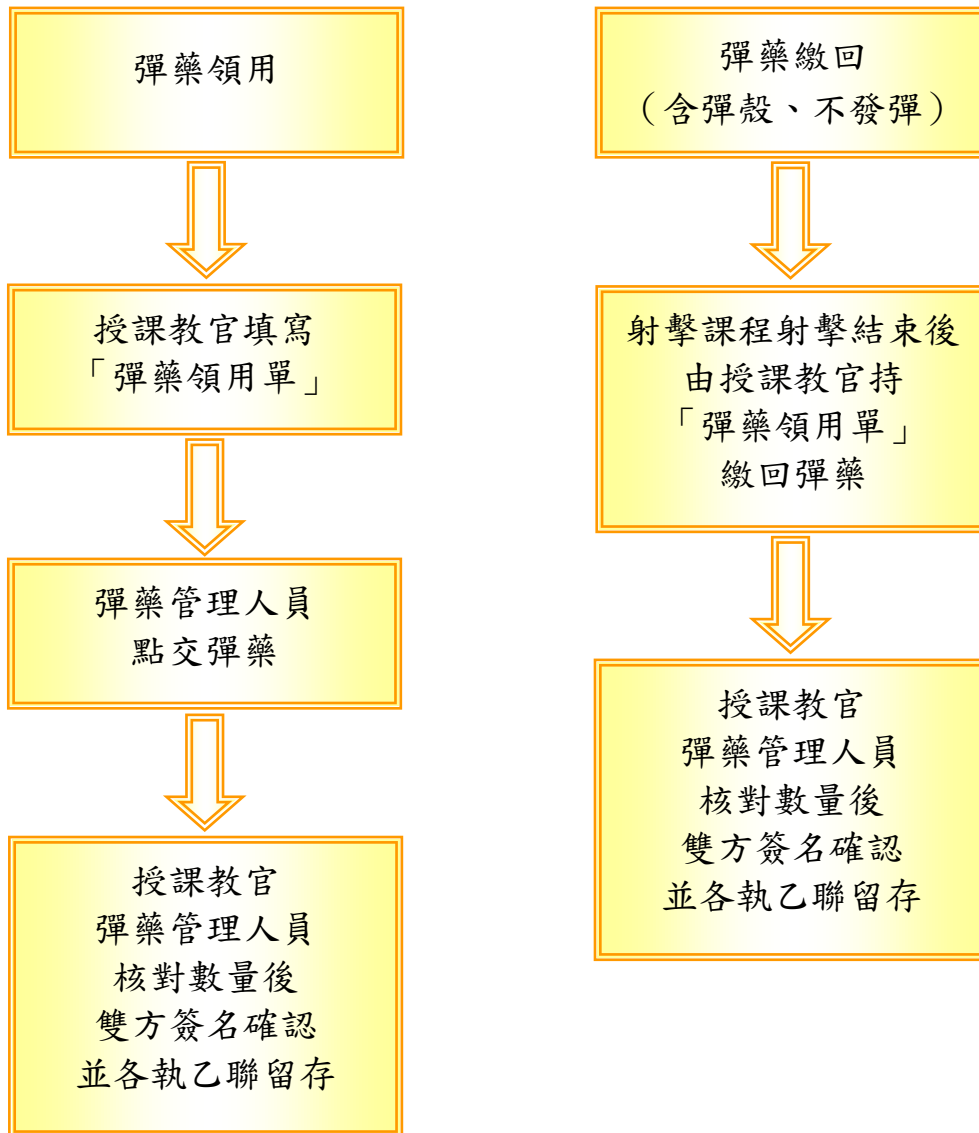 彈藥領用
授課教官填寫
「彈藥領用單」
彈藥管理人員
點交彈藥
授課教官
彈藥管理人員
核對數量後
雙方簽名確認
並各執乙聯留存
彈藥繳回
（含彈殼、不發彈）
射擊課程射擊結束後
由授課教官持
「彈藥領用單」
繳回彈藥
授課教官
彈藥管理人員
核對數量後
雙方簽名確認
並各執乙聯留存